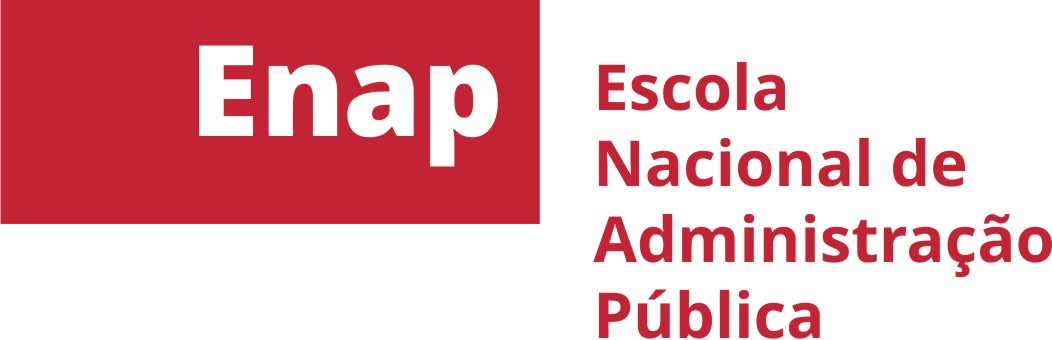 Enap
Escola
Nacional de
Administração
Pública